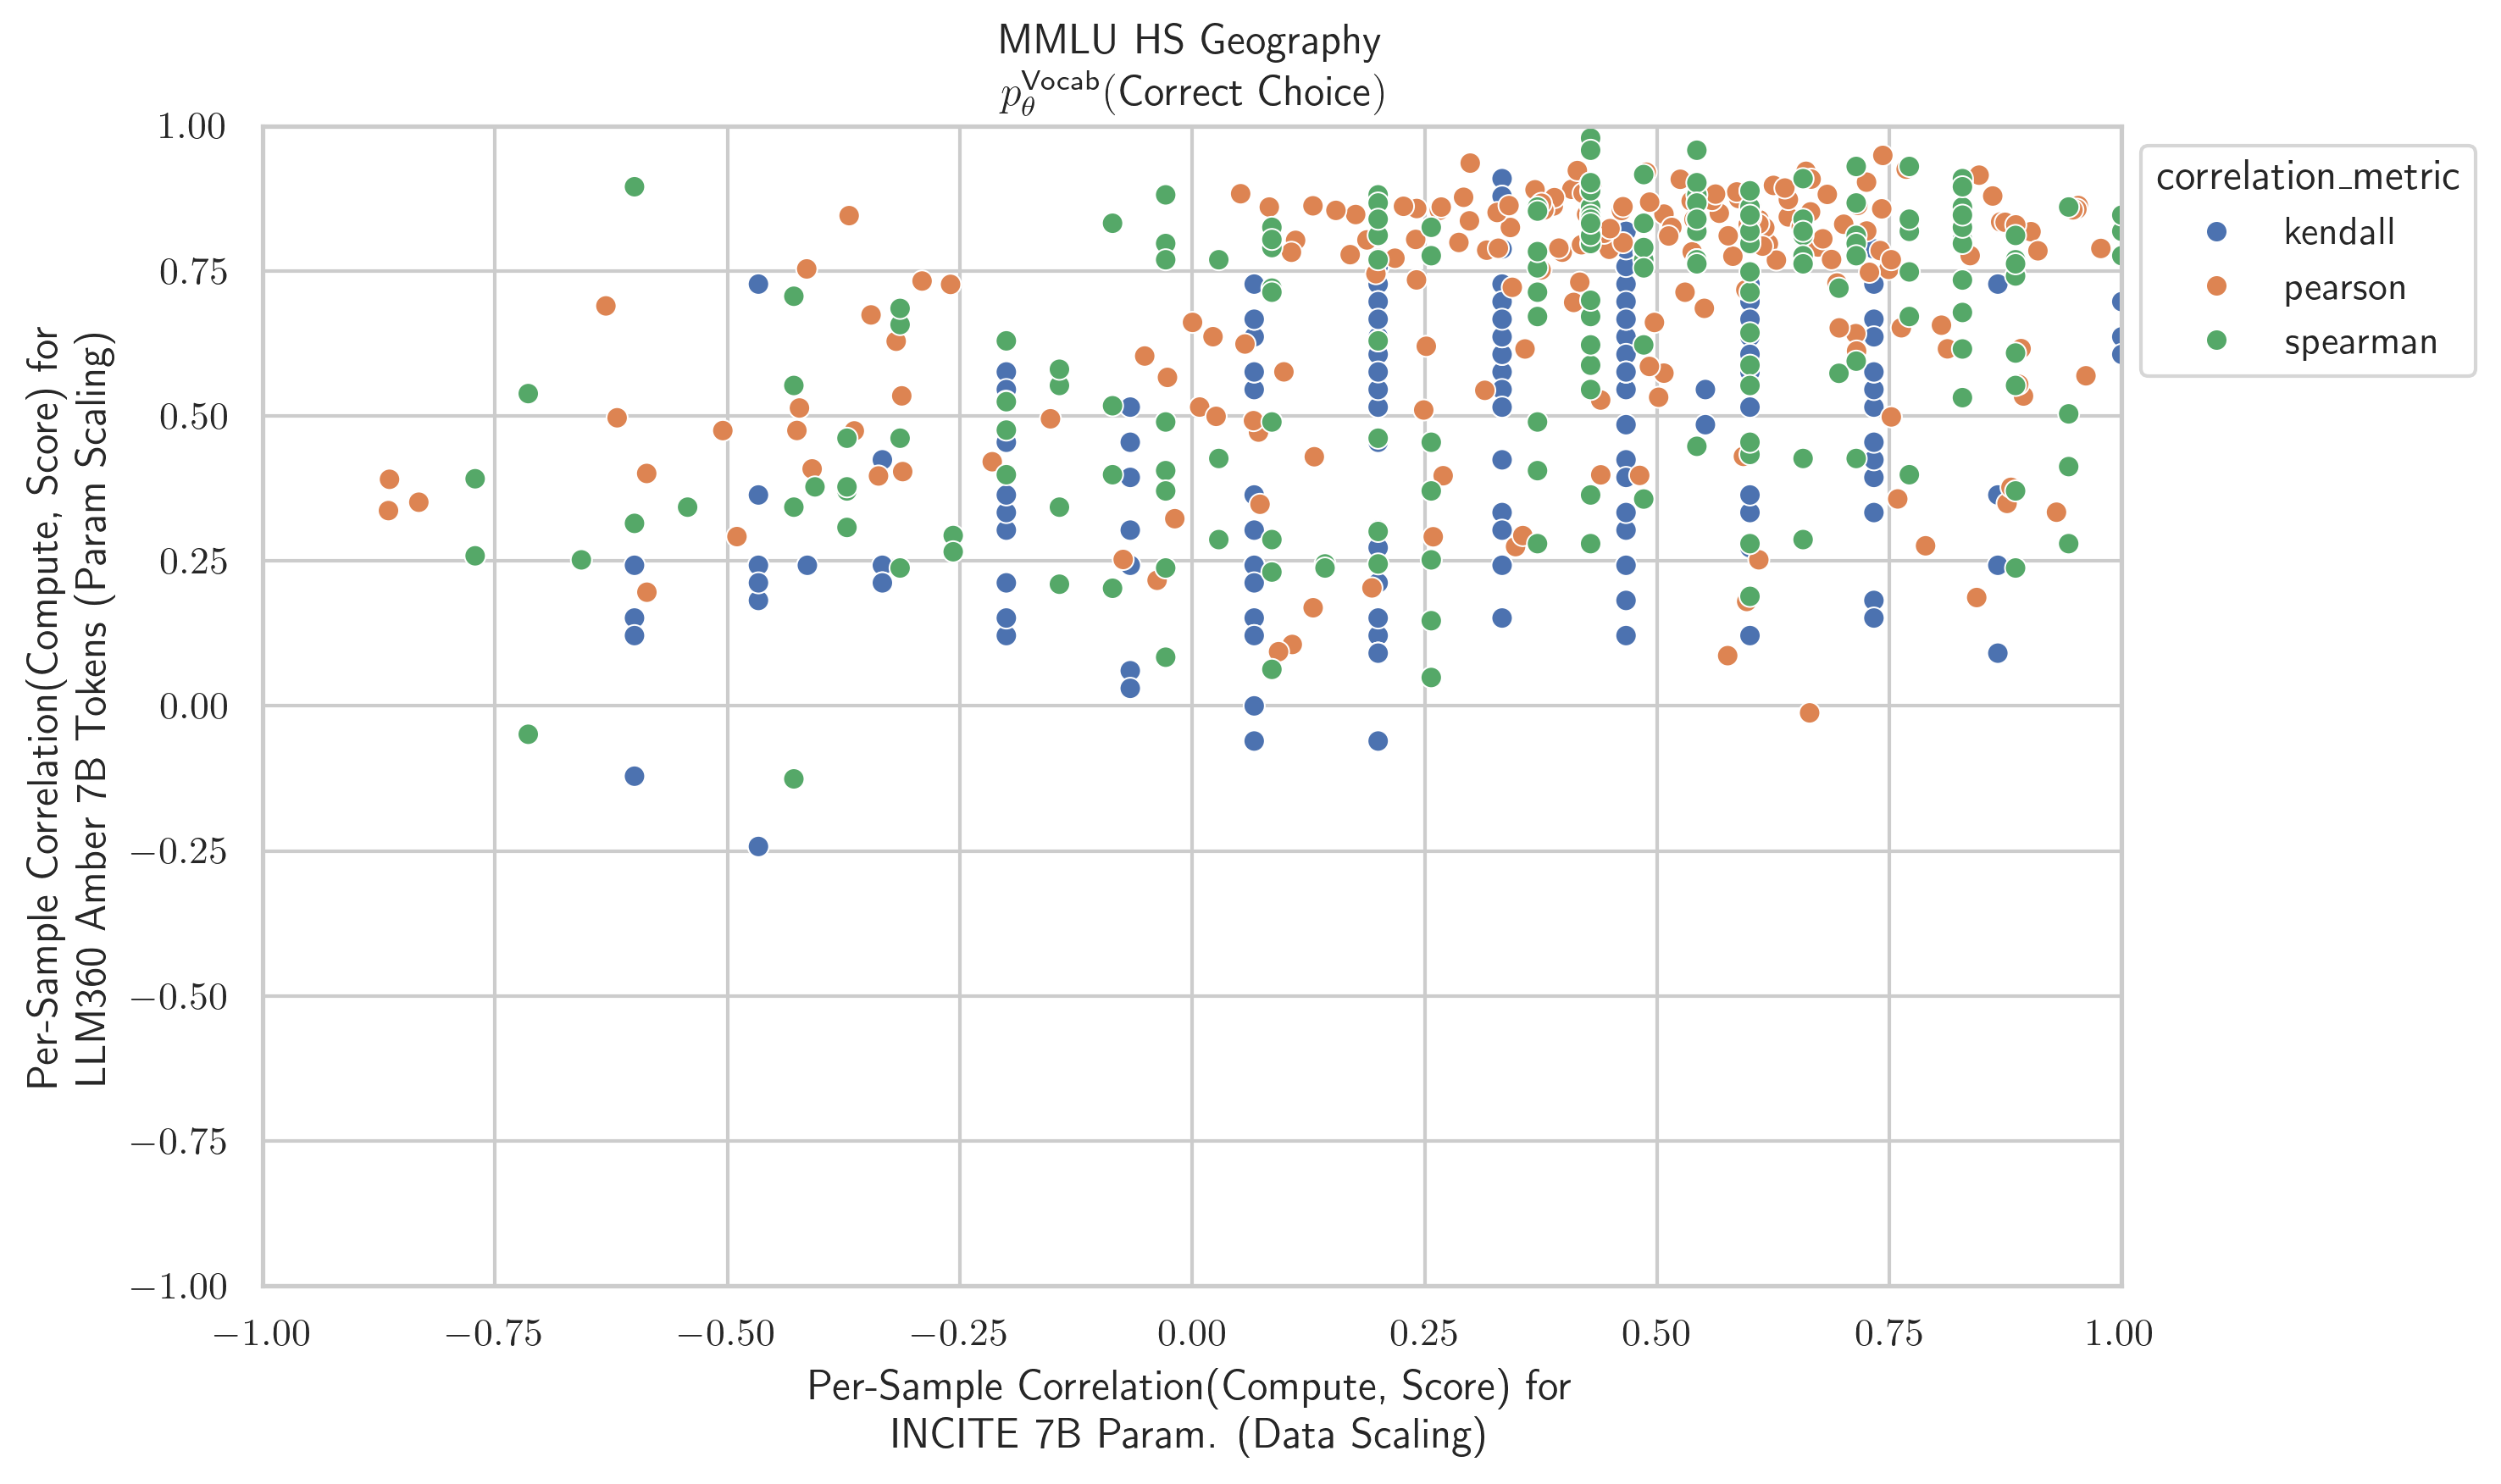 MMLU HS Geography
p_θ^Vocab(Correct Choice)
Per-Sample Correlation(Compute, Score) for
LLM360 Amber 7B Tokens (Param Scaling)
1.00
0.75
0.50
0.25
0.00
−0.25
−0.50
−0.75
−1.00
−1.00 −0.75 −0.50 −0.25 0.00 0.25 0.50 0.75 1.00
Per-Sample Correlation(Compute, Score) for
INCITE 7B Param. (Data Scaling)
correlation_metric
kendall
pearson
spearman